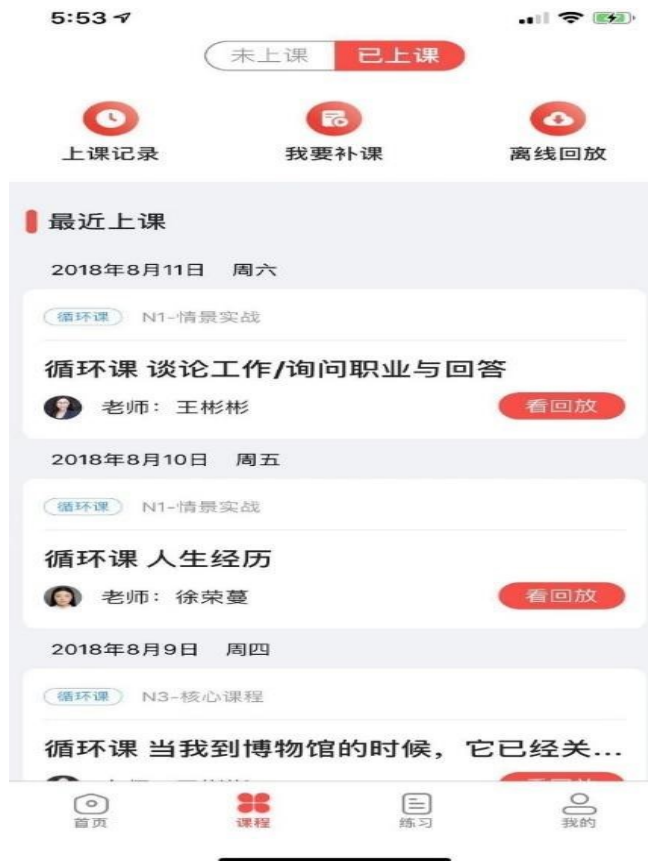 5:53
未上课 已上课
上课记录 我要补课 离线回放
最近上课
2018年8月11日 周六
循环课 N1-情景实战
循环课 谈论工作/询问职业与回答
老师：王彬彬 看回放
2018年8月10日 周五
循环课 N1-情景实战
循环课 人生经历
老师：徐荣蔓 看回放
2018年8月9日 周四
循环课 N3-核心课程
循环课 当我到博物馆的时候，它已经关...
首页 课程 练习 我的